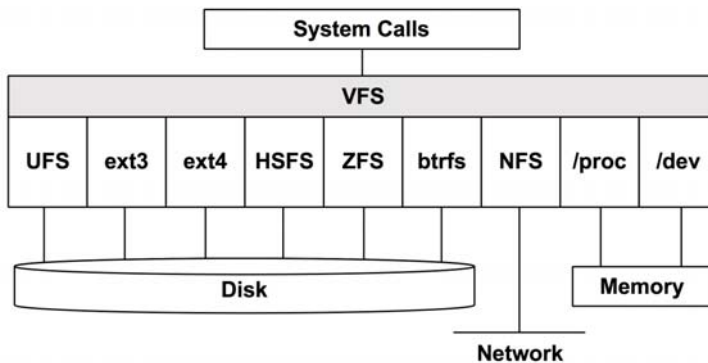 System Calls
VFS
UFS ext3 ext4 HSFS ZFS btrfs NFS /proc /dev
Disk Memory
Network